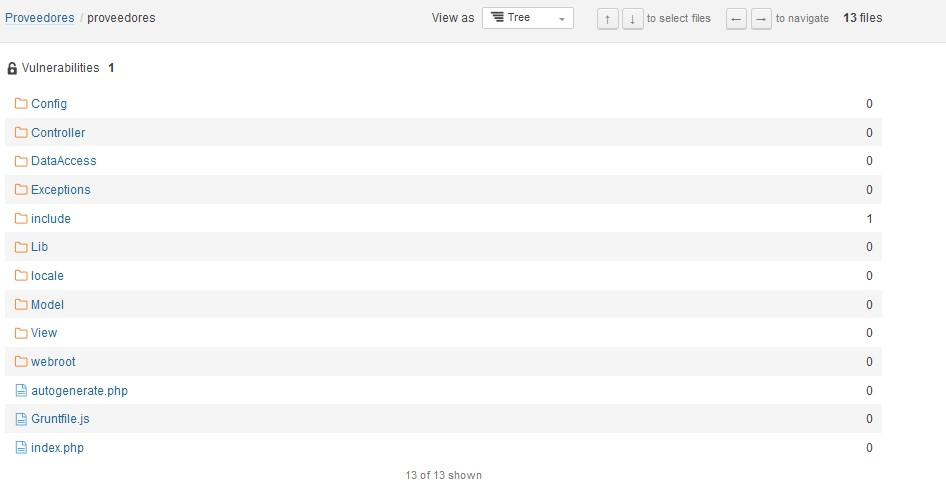 Proveedores / proveedores View as Tree ↑ ↓ to select files ← → to navigate 13 files
Vulnerabilities 1
Config 0
Controller 0
DataAccess 0
Exceptions 0
include 1
Lib 0
locale 0
Model 0
View 0
webroot 0
autogenerate.php 0
Gruntfile.js 0
index.php 0
13 of 13 shown